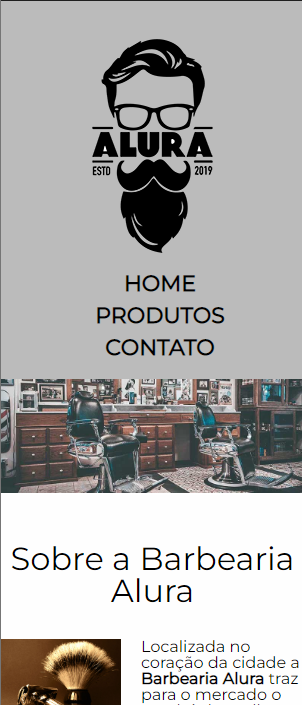 ALURA
ESTD 2019
HOME
PRODUTOS
CONTATO
Sobre a Barbearia
Alura
Localizada no
coração da cidade a
Barbearia Alura traz
para o mercado o